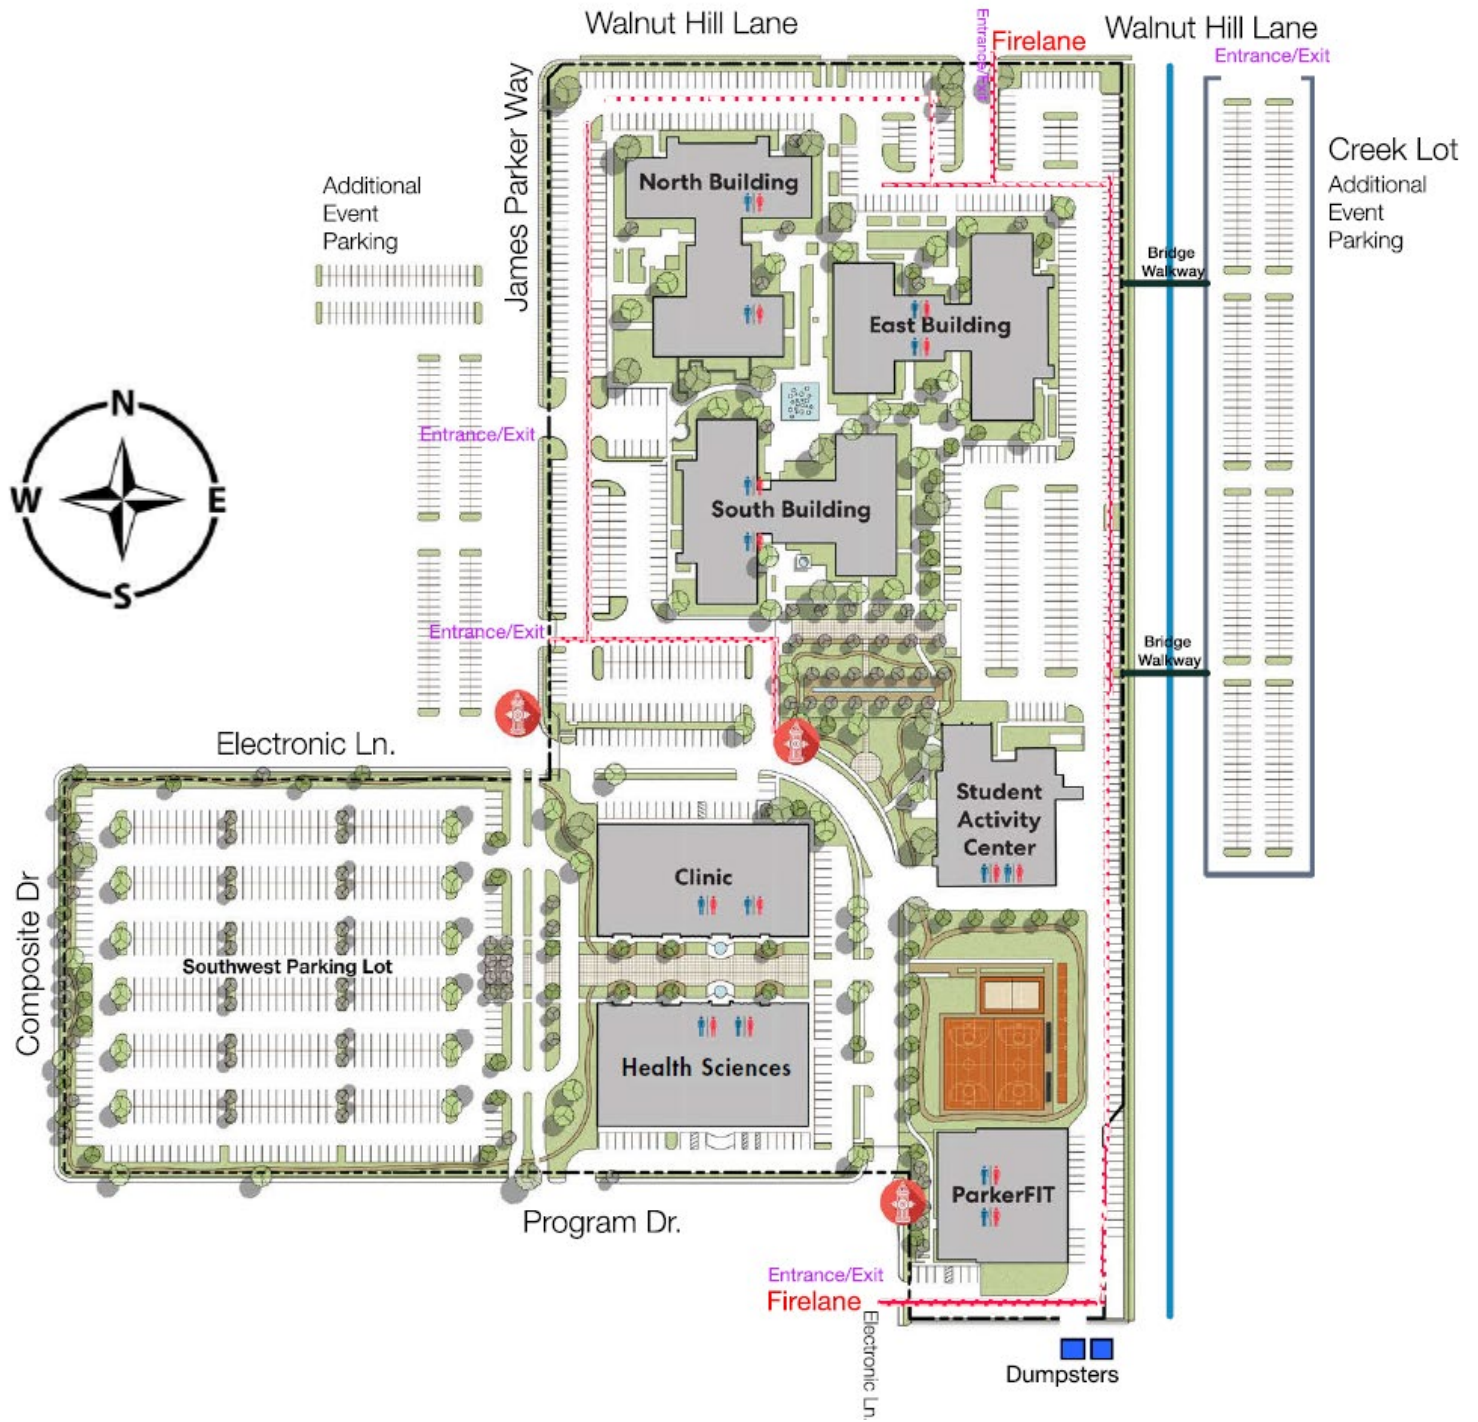 Walnut Hill Lane
Entrance/Exit
Firelane
Walnut Hill Lane
Entrance/Exit
James Parker Way
Creek Lot
Additional
Event
Parking
Additional
Event
Parking
North Building
Bridge
Walkway
East Building
N
W
E
S
Entrance/Exit
South Building
Entrance/Exit
Bridge
Walkway
Electronic Ln.
Student
Activity
Center
Clinic
Composite Dr
Southwest Parking Lot
Health Sciences
ParkerFIT
Program Dr.
Entrance/Exit
Firelane
Electronic Ln.
Dumpsters